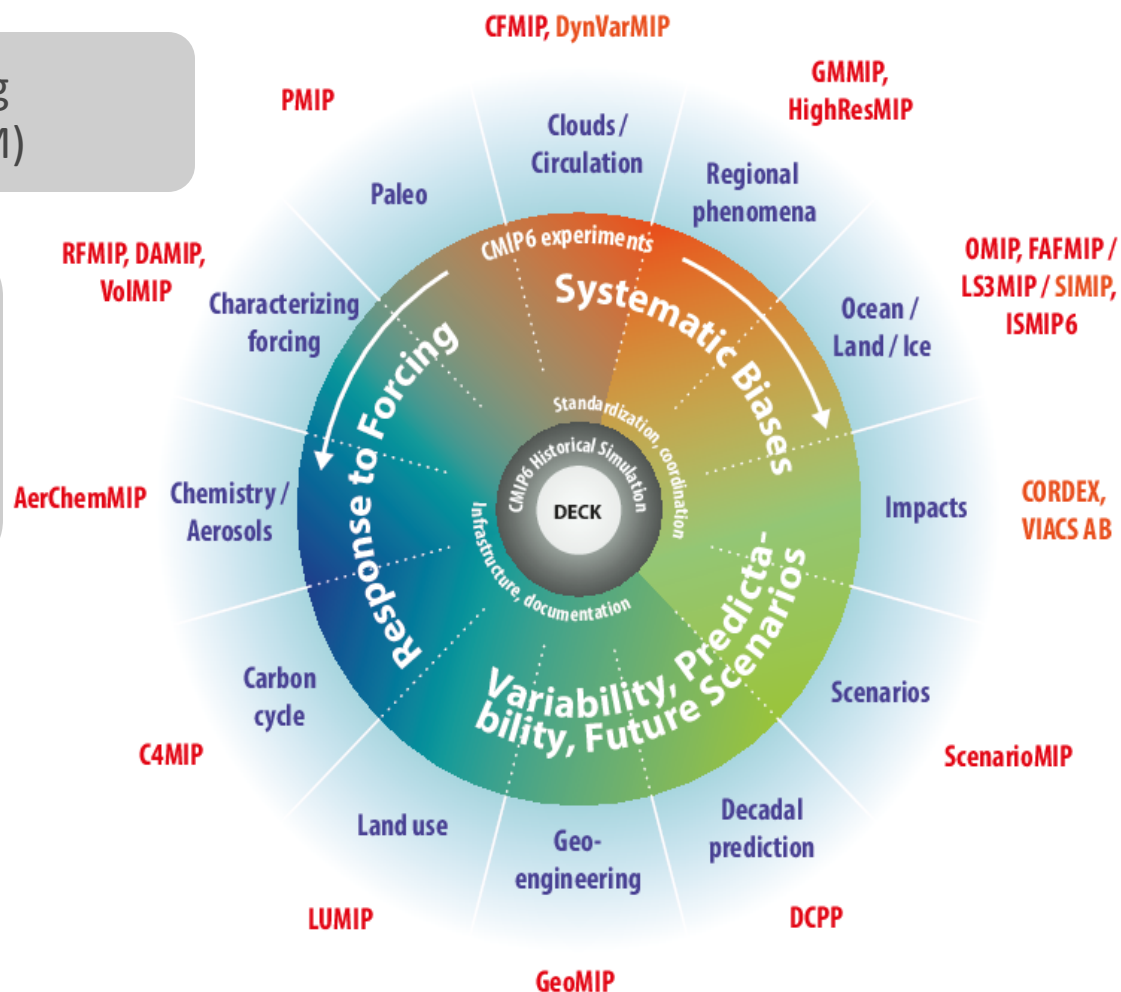 CFMIP, DynVarMIP
GMMIP,
HighResMIP
PMIP
Clouds /
Circulation
Regional
phenomena
Paleo
RFMIP, DAMIP,
VolMIP
Characterizing
forcing
CMIP6 experiments
Systematic Biases
Ocean /
Land / Ice
OMIP, FAFMIP /
LS3MIP / SIMIP,
ISMIP6
Response to Forcing
Standardization, coordination
CMIP6 Historical Simulation
DECK
Infrastructure, documentation
AerChemMIP
Chemistry /
Aerosols
Impacts
CORDEX,
VIACS AB
Variability, Predicta-
bility, Future Scenarios
Carbon
cycle
C4MIP
Scenarios
ScenarioMIP
Land use
LUMIP
Geo-
engineering
GeoMIP
Decadal
prediction
DCPP